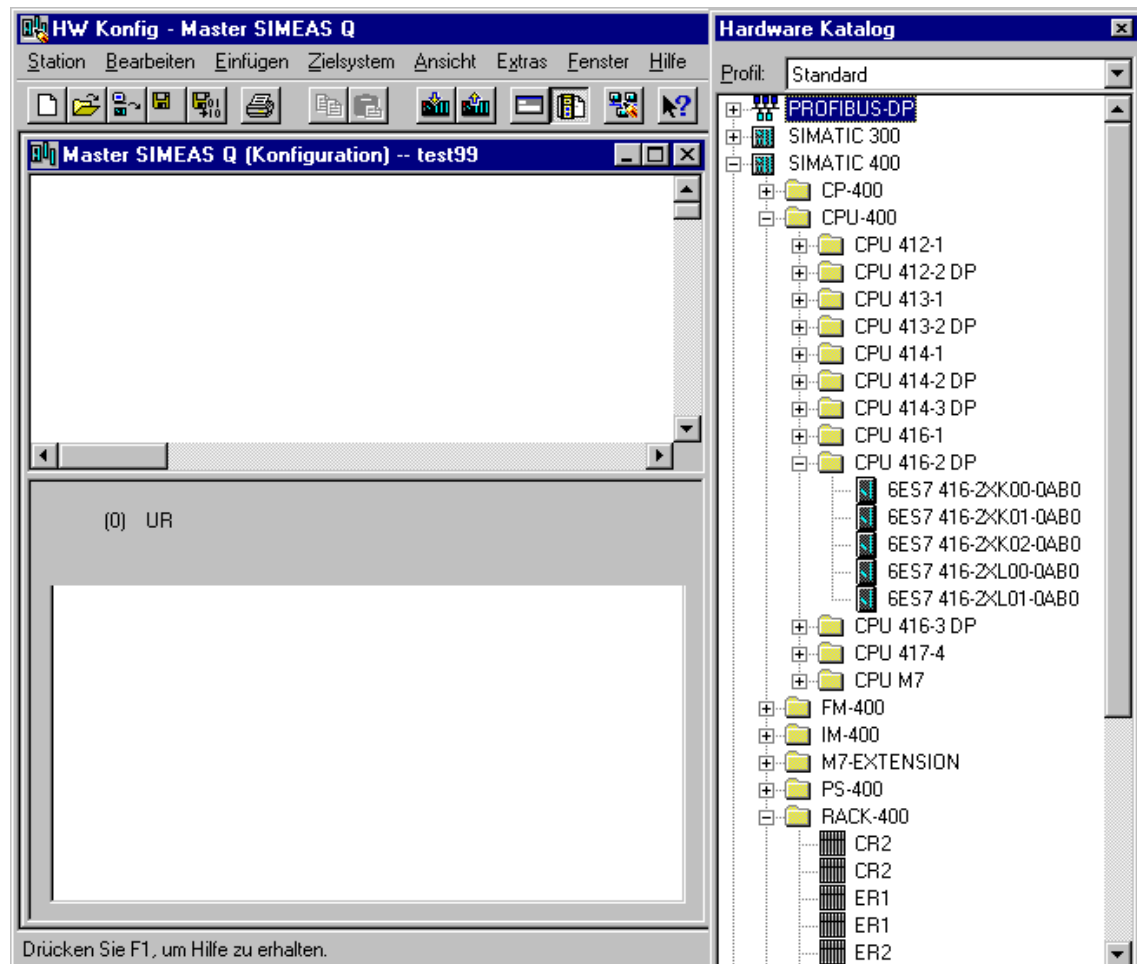 HW Konfig - Master SIMEAS Q
Station Bearbeiten Einfügen Zielsystem Ansicht Extras Fenster Hilfe
Master SIMEAS Q (Konfiguration) -- test99
(0) UR
Drücken Sie F1, um Hilfe zu erhalten.
Hardware Katalog
Profil: Standard
PROFIBUS-DP
SIMATIC 300
SIMATIC 400
CP-400
CPU-400
CPU 412-1
CPU 412-2 DP
CPU 413-1
CPU 413-2 DP
CPU 414-1
CPU 414-2 DP
CPU 414-3 DP
CPU 416-1
CPU 416-2 DP
6ES7 416-2XK00-0AB0
6ES7 416-2XK01-0AB0
6ES7 416-2XK02-0AB0
6ES7 416-2XL00-0AB0
6ES7 416-2XL01-0AB0
CPU 416-3 DP
CPU 417-4
CPU M7
FM-400
IM-400
M7-EXTENSION
PS-400
RACK-400
CR2
CR2
ER1
ER1
ER2